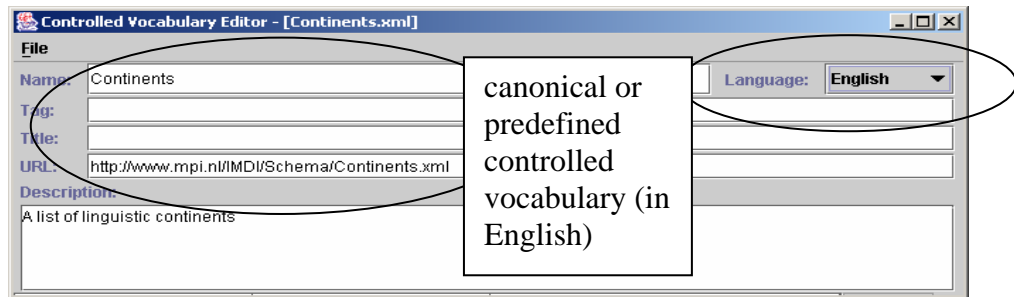 Controlled Vocabulary Editor - [Continents.xml]
File
Name: Continents Language: English
Tag:
Title:
URL: http://www.mpi.nl/IMDI/Schema/Continents.xml
Description:
A list of linguistic continents
canonical or
predefined
controlled
vocabulary (in
English)